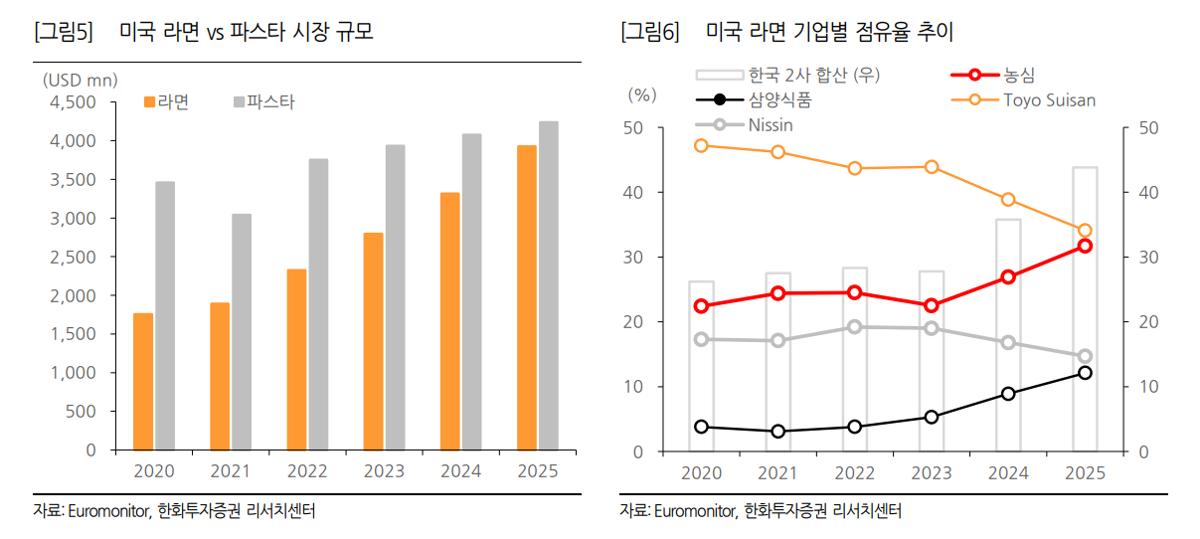 [그림5] 미국 라면 vs 파스타 시장 규모
(USD mn)
라면 파스타
4,500
4,000
3,500
3,000
2,500
2,000
1,500
1,000
500
0
2020 2021 2022 2023 2024 2025
자료: Euromonitor, 한화투자증권 리서치센터
[그림6] 미국 라면 기업별 점유율 추이
(%)
한국 2사 합산 (우) 농심
삼양식품 Toyo Suisan
Nissin
50 50
40 40
30 30
20 20
10 10
0 0
2020 2021 2022 2023 2024 2025
자료: Euromonitor, 한화투자증권 리서치센터